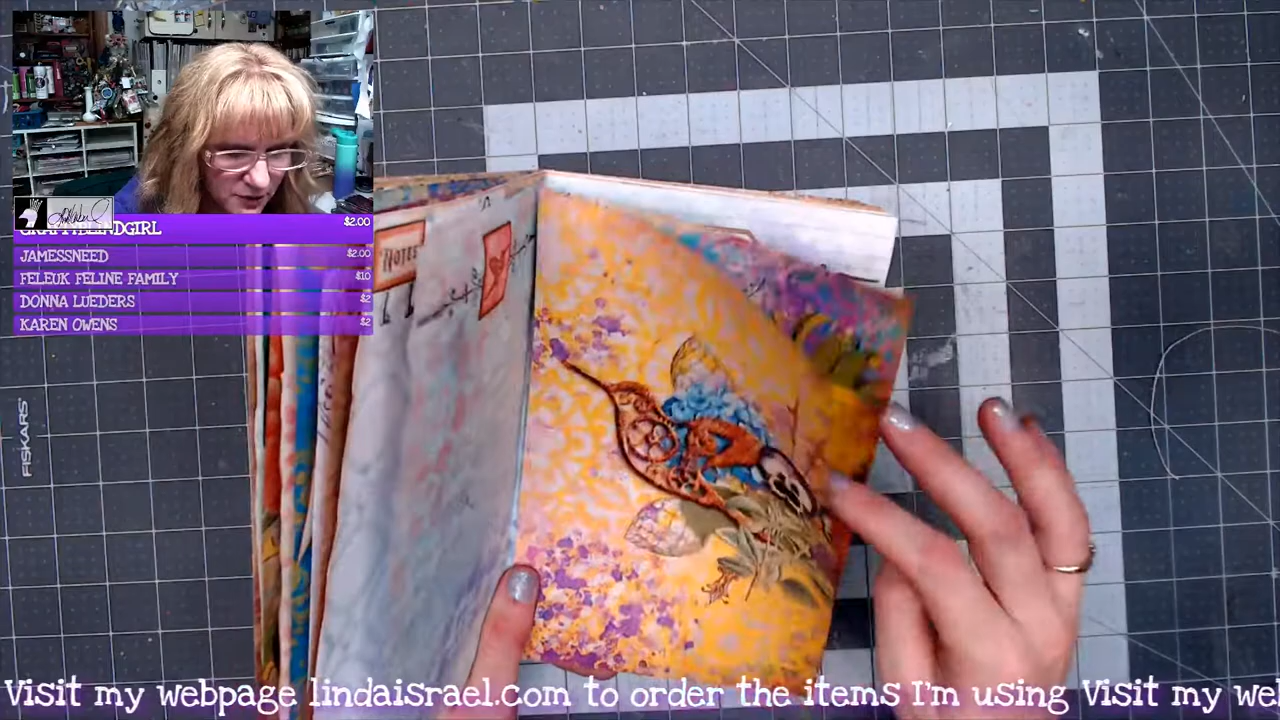 $2.00
JAMESSNEED $2.00
FELEUK FELINE FAMILY $10
DONNA LUEDERS $2
KAREN OWENS $2
NOTES
FISKARS
Visit my webpage lindaisrael.com to order the items I'm using Visit my web